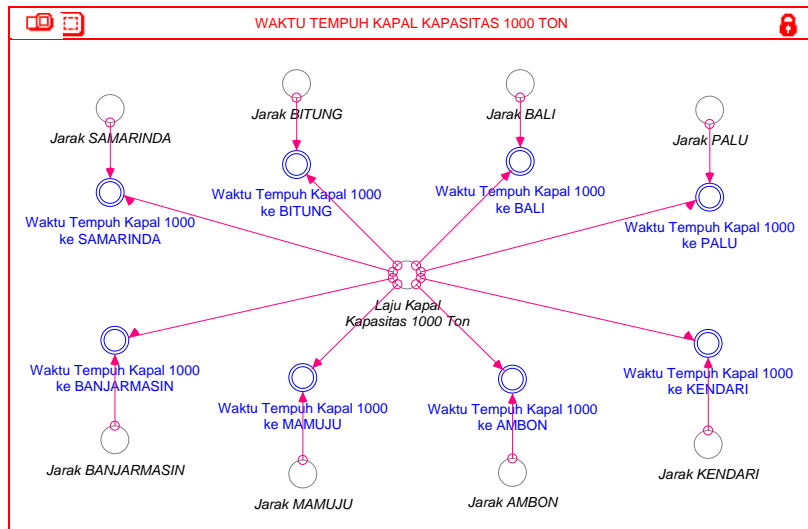 WAKTU TEMPUH KAPAL KAPASITAS 1000 TON
Jarak SAMARINDA
Jarak BITUNG
Jarak BALI
Jarak PALU
Waktu Tempuh Kapal 1000
ke SAMARINDA
Waktu Tempuh Kapal 1000
ke BITUNG
Waktu Tempuh Kapal 1000
ke BALI
Waktu Tempuh Kapal 1000
ke PALU
Laju Kapal
Kapasitas 1000 Ton
Waktu Tempuh Kapal 1000
ke BANJARMASIN
Waktu Tempuh Kapal 1000
ke MAMUJU
Waktu Tempuh Kapal 1000
ke AMBON
Waktu Tempuh Kapal 1000
ke KENDARI
Jarak BANJARMASIN
Jarak MAMUJU
Jarak AMBON
Jarak KENDARI